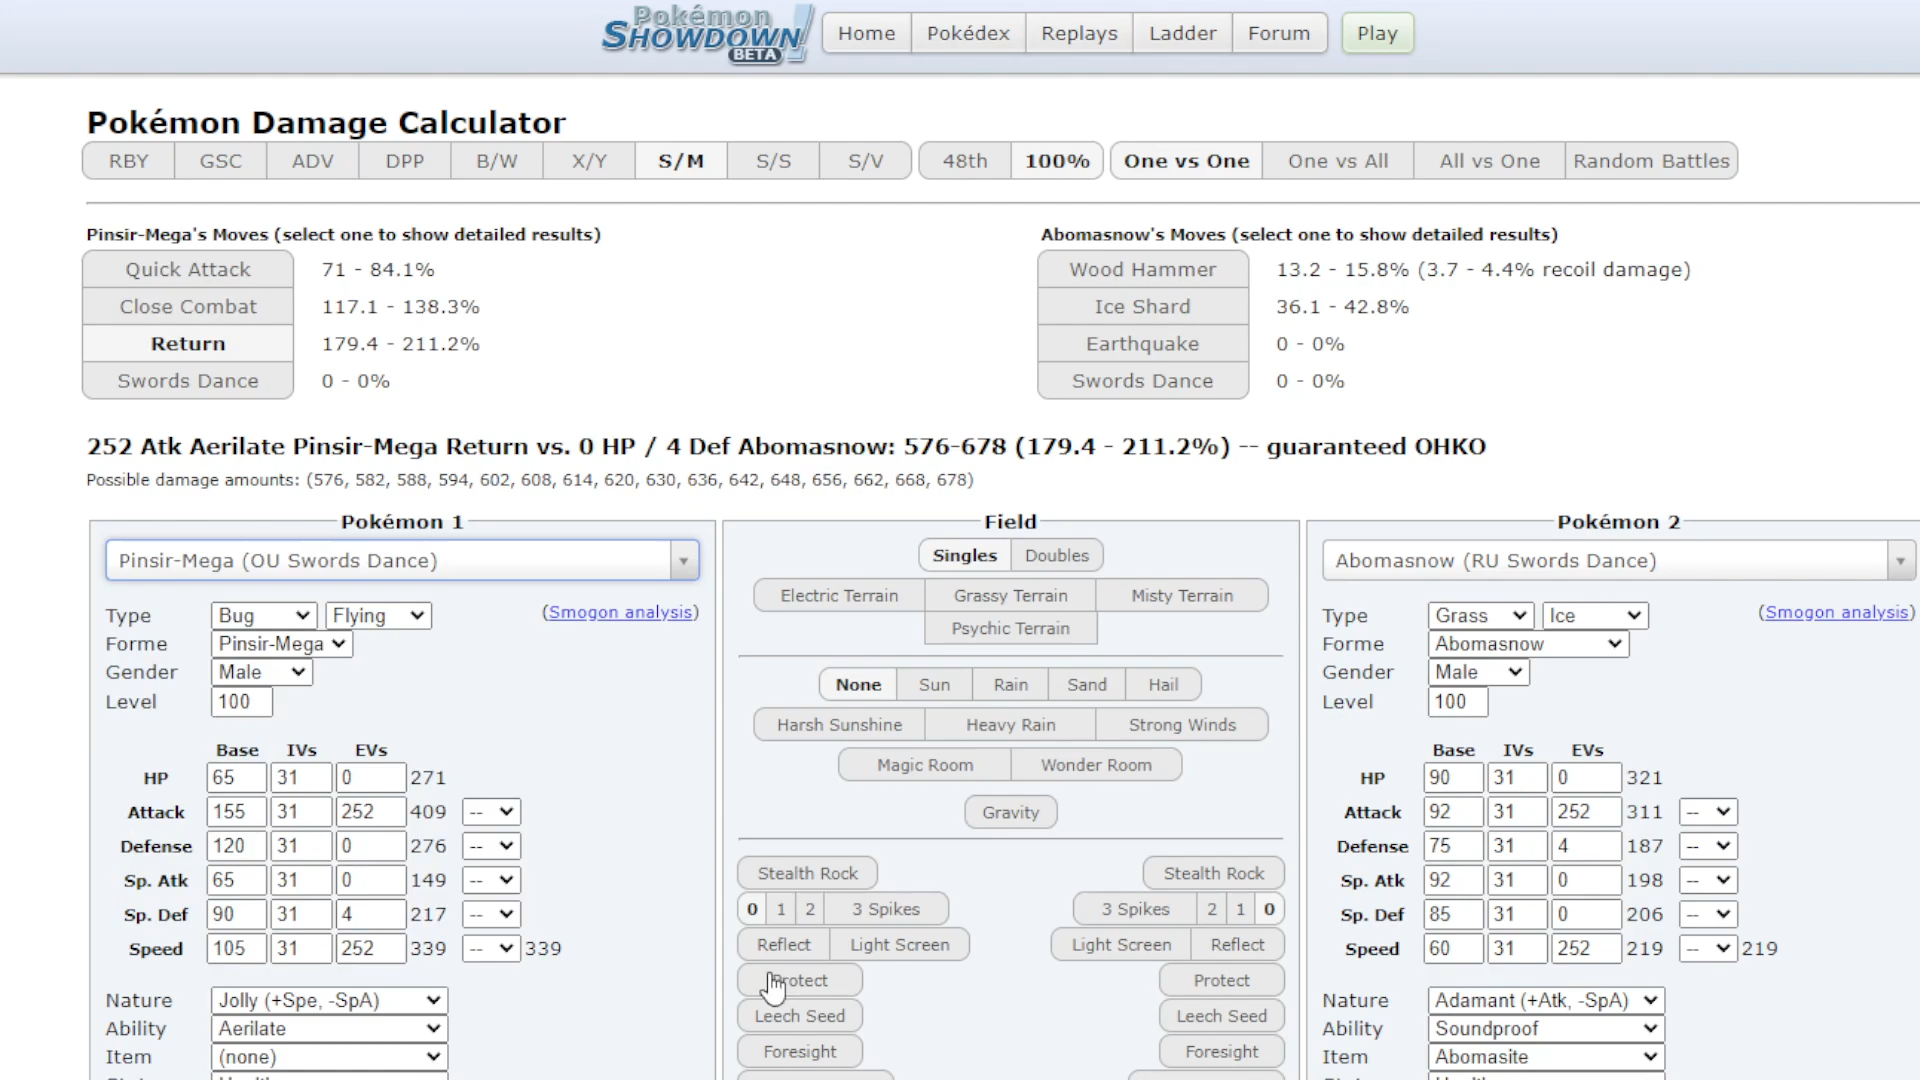 Pokémon
SHOWDOWN!
BETA
Home Pokédex Replays Ladder Forum Play
Pokémon Damage Calculator
RBY GSC ADV DPP B/W X/Y S/M S/S S/V 48th 100% One vs One One vs All All vs One Random Battles
Pinsir-Mega's Moves (select one to show detailed results)
Quick Attack 71 - 84.1%
Close Combat 117.1 - 138.3%
Return 179.4 - 211.2%
Swords Dance 0 - 0%
Abomasnow's Moves (select one to show detailed results)
Wood Hammer 13.2 - 15.8% (3.7 - 4.4% recoil damage)
Ice Shard 36.1 - 42.8%
Earthquake 0 - 0%
Swords Dance 0 - 0%
252 Atk Aerilate Pinsir-Mega Return vs. 0 HP / 4 Def Abomasnow: 576-678 (179.4 - 211.2%) -- guaranteed OHKO
Possible damage amounts: (576, 582, 588, 594, 602, 608, 614, 620, 630, 636, 642, 648, 656, 662, 668, 678)
Pokémon 1
Pinsir-Mega (OU Swords Dance)
Type Bug Flying (Smogon analysis)
Forme Pinsir-Mega
Gender Male
Level 100
Base IVs EVs
HP 65 31 0 271
Attack 155 31 252 409 --
Defense 120 31 0 276 --
Sp. Atk 65 31 0 149 --
Sp. Def 90 31 4 217 --
Speed 105 31 252 339 -- 339
Nature Jolly (+Spe, -SpA)
Ability Aerilate
Item (none)
Field
Singles Doubles
Electric Terrain Grassy Terrain Misty Terrain
Psychic Terrain
None Sun Rain Sand Hail
Harsh Sunshine Heavy Rain Strong Winds
Magic Room Wonder Room
Gravity
Stealth Rock Stealth Rock
0 1 2 3 Spikes 3 Spikes 2 1 0
Reflect Light Screen Light Screen Reflect
Protect Protect
Leech Seed Leech Seed
Foresight Foresight
Pokémon 2
Abomasnow (RU Swords Dance)
Type Grass Ice (Smogon analysis)
Forme Abomasnow
Gender Male
Level 100
Base IVs EVs
HP 90 31 0 321
Attack 92 31 252 311 --
Defense 75 31 4 187 --
Sp. Atk 92 31 0 198 --
Sp. Def 85 31 0 206 --
Speed 60 31 252 219 -- 219
Nature Adamant (+Atk, -SpA)
Ability Soundproof
Item Abomasite